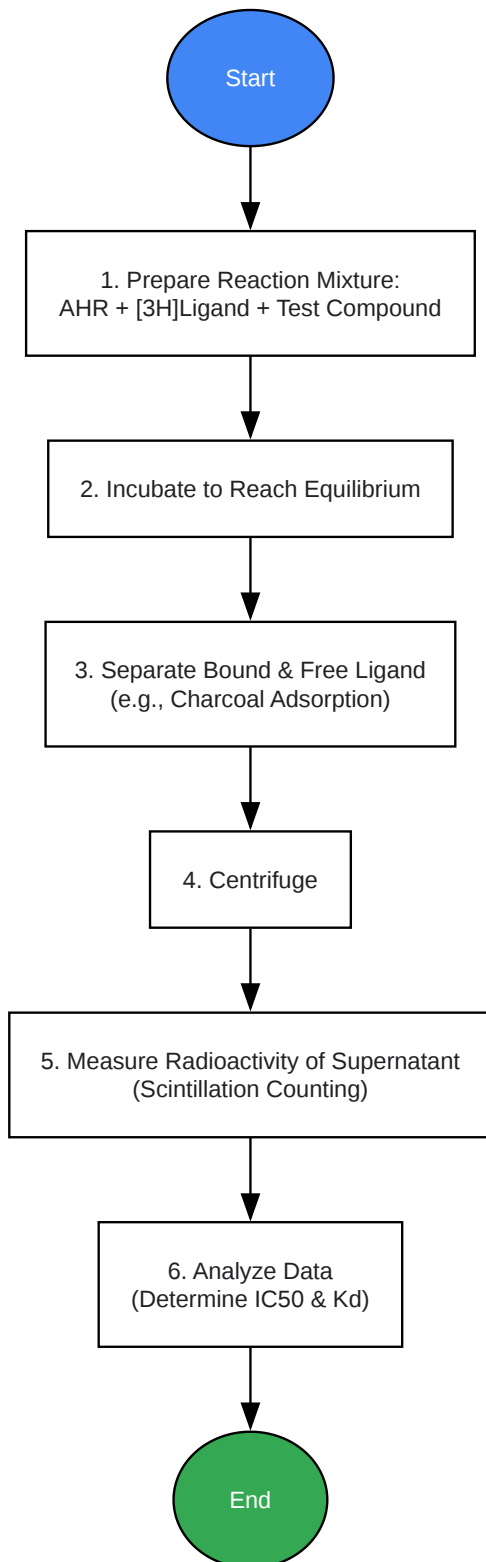 Start
1. Prepare Reaction Mixture:
AHR + [3H]Ligand + Test Compound
2. Incubate to Reach Equilibrium
3. Separate Bound & Free Ligand
(e.g., Charcoal Adsorption)
4. Centrifuge
5. Measure Radioactivity of Supernatant
(Scintillation Counting)
6. Analyze Data
(Determine IC50 & Kd)
End